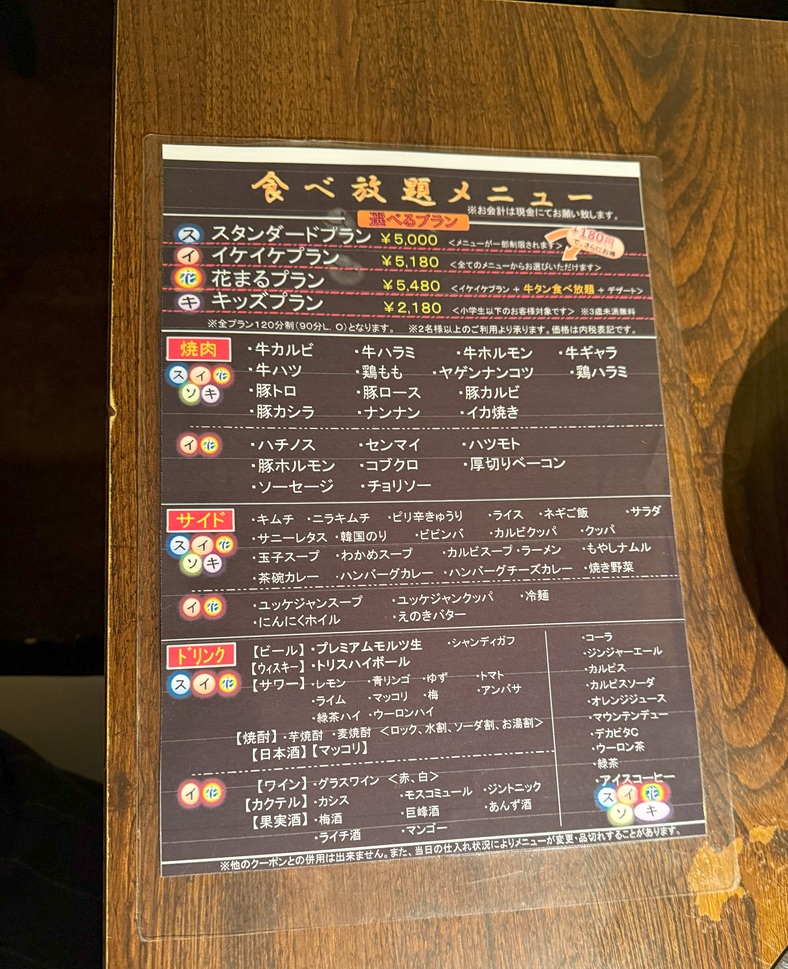 食べ放題メニュー
※お会計は現金にてお願い致します。
選べるプラン
ス スタンダードプラン ￥5,000 <メニューが一部制限されます>
+180円
で、さらにお得
イ イケイケプラン ￥5,180 <全てのメニューからお選びいただけます>
花 花まるプラン ￥5,480 <イケイケプラン + 牛タン食べ放題 + デザート>
キ キッズプラン ￥2,180 <小学生以下のお客様対象です> ※3歳未満無料
※全プラン120分制(90分L.O)となります。 ※2名様以上のご利用より承ります。価格は内税表記です。
焼肉 ・牛カルビ ・牛ハラミ ・牛ホルモン ・牛ギャラ
ス イ 花 ・牛ハツ ・鶏もも ・ヤゲンナンコツ ・鶏ハラミ
ソ キ ・豚トロ ・豚ロース ・豚カルビ
・豚カシラ ・ナンナン ・イカ焼き
イ 花 ・ハチノス ・センマイ ・ハツモト
・豚ホルモン ・コブクロ ・厚切りベーコン
・ソーセージ ・チョリソー
サイド ・キムチ ・ニラキムチ ・ピリ辛きゅうり ・ライス ・ネギご飯 ・サラダ
ス イ 花 ・サニーレタス ・韓国のり ・ビビンバ ・カルビクッパ ・クッパ
ソ キ ・玉子スープ ・わかめスープ ・カルビスープ ・ラーメン ・もやしナムル
・茶碗カレー ・ハンバーグカレー ・ハンバーグチーズカレー ・焼き野菜
イ 花 ・ユッケジャンスープ ・ユッケジャンクッパ ・冷麺
・にんにくホイル ・えのきバター
ドリンク 【ビール】・プレミアムモルツ生 ・シャンディガフ
ス イ 花 【ウィスキー】・トリスハイボール
【サワー】・レモン ・青リンゴ ・ゆず ・トマト
・ライム ・マッコリ ・梅 ・アンバサ
・緑茶ハイ ・ウーロンハイ
【焼酎】・芋焼酎 ・麦焼酎 <ロック、水割、ソーダ割、お湯割>
【日本酒】【マッコリ】
イ 花 【ワイン】・グラスワイン <赤、白>
【カクテル】・カシス ・モスコミュール ・ジントニック
【果実酒】・梅酒 ・巨峰酒 ・あんず酒
・ライチ酒 ・マンゴー
・コーラ
・ジンジャーエール
・カルピス
・カルピスソーダ
・オレンジジュース
・マウンテンデュー
・デカビタC
・ウーロン茶
・緑茶
・アイスコーヒー
ス イ 花
ソ キ
※他のクーポンとの併用は出来ません。また、当日の仕入れ状況によりメニューが変更・品切れすることがあります。